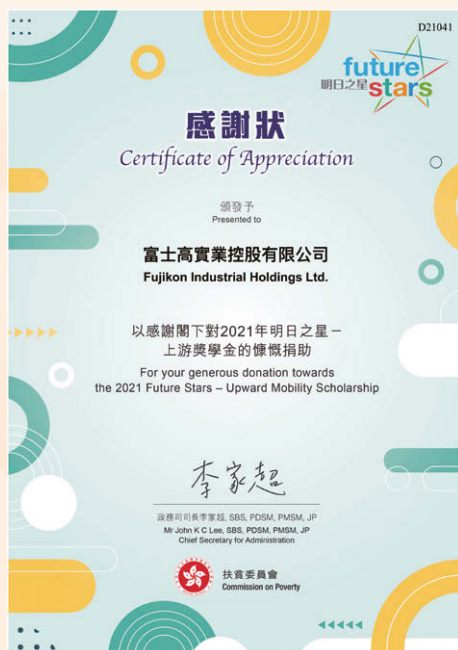 D21041
future
明日之星 stars
感謝狀
Certificate of Appreciation
頒發予
Presented to
富士高實業控股有限公司
Fujikon Industrial Holdings Ltd.
以感謝閣下對2021年明日之星－
上游獎學金的慷慨捐助
For your generous donation towards
the 2021 Future Stars – Upward Mobility Scholarship
李家超
政務司司長李家超, SBS, PDSM, PMSM, JP
Mr John K C Lee, SBS, PDSM, PMSM, JP
Chief Secretary for Administration
扶貧委員會
Commission on Poverty